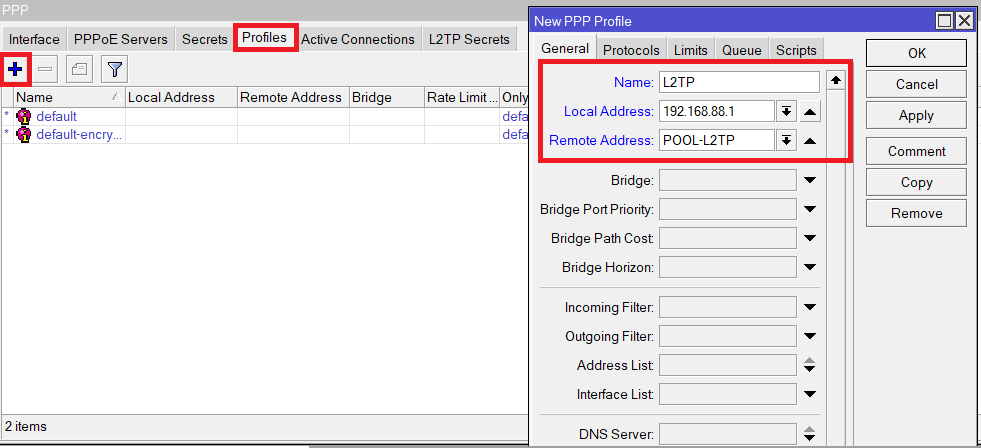 PPP
Interface PPPoE Servers Secrets Profiles Active Connections L2TP Secrets
Name Local Address Remote Address Bridge Rate Limit ... Only
* default defa
* default-encry... defa
2 items
New PPP Profile
General Protocols Limits Queue Scripts
Name: L2TP
Local Address: 192.168.88.1
Remote Address: POOL-L2TP
Bridge:
Bridge Port Priority:
Bridge Path Cost:
Bridge Horizon:
Incoming Filter:
Outgoing Filter:
Address List:
Interface List:
DNS Server:
OK
Cancel
Apply
Comment
Copy
Remove